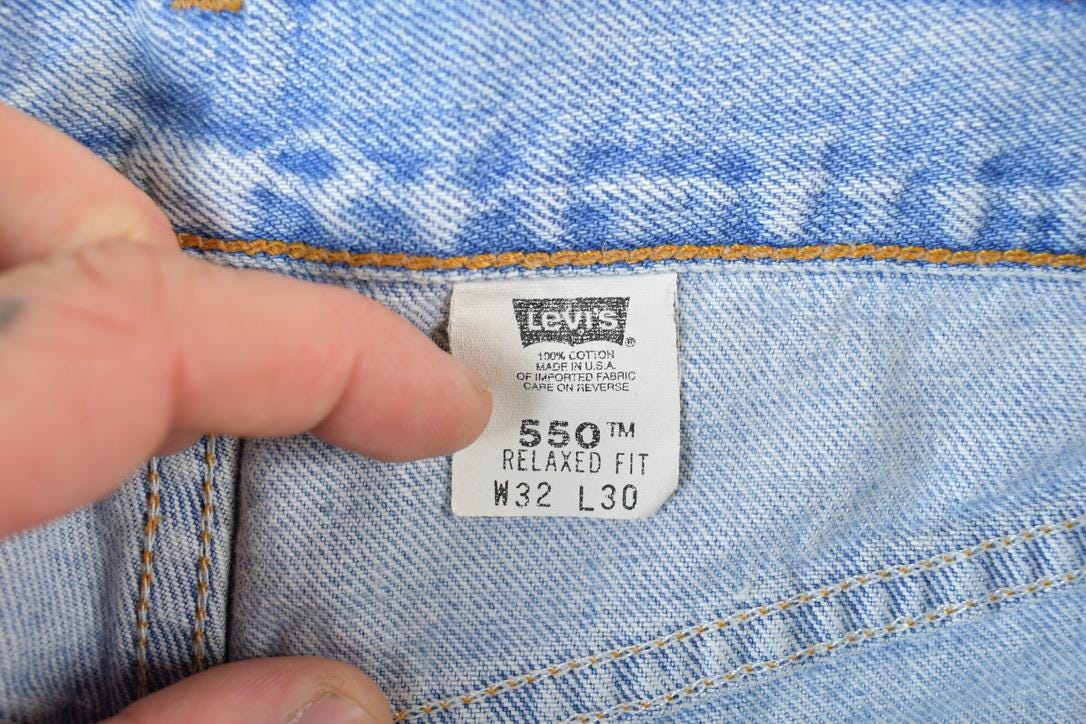 Levi's®
100% COTTON
MADE IN U.S.A.
OF IMPORTED FABRIC
CARE ON REVERSE
550™
RELAXED FIT
W32 L30